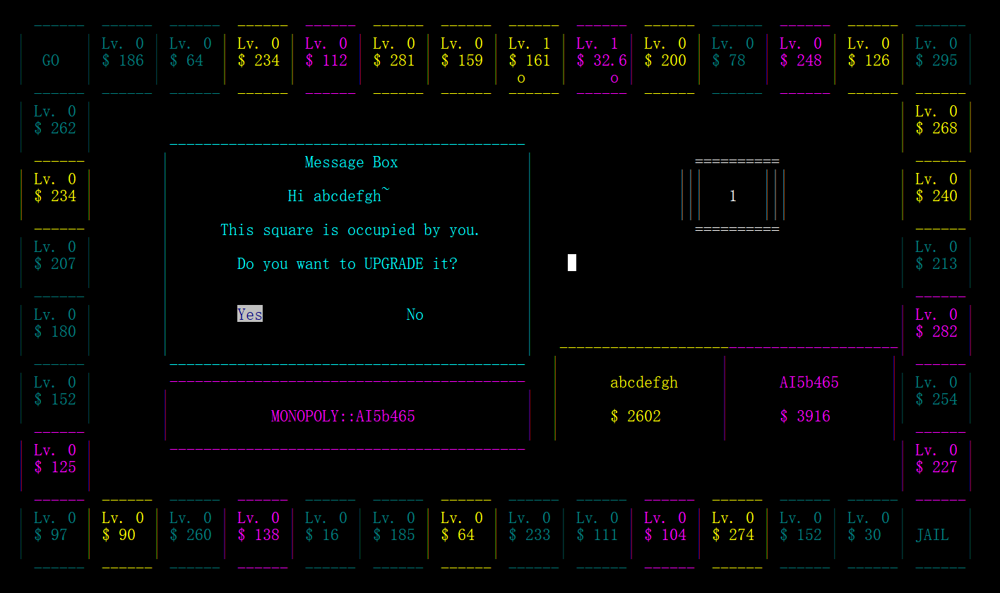 Lv. 0 Lv. 0 Lv. 0 Lv. 0 Lv. 0 Lv. 0 Lv. 1 Lv. 1 Lv. 0 Lv. 0 Lv. 0 Lv. 0 Lv. 0
GO $ 186 $ 64 $ 234 $ 112 $ 281 $ 159 $ 161 $ 32.6 $ 200 $ 78 $ 248 $ 126 $ 295
o o
Lv. 0 Lv. 0
$ 262 $ 268
Message Box
Lv. 0 Lv. 0
$ 234 Hi abcdefgh~ 1 $ 240
This square is occupied by you.
Lv. 0 Lv. 0
$ 207 Do you want to UPGRADE it? $ 213
Lv. 0 Yes No Lv. 0
$ 180 $ 282
Lv. 0 abcdefgh AI5b465 Lv. 0
$ 152 $ 254
MONOPOLY::AI5b465 $ 2602 $ 3916
Lv. 0 Lv. 0
$ 125 $ 227
Lv. 0 Lv. 0 Lv. 0 Lv. 0 Lv. 0 Lv. 0 Lv. 0 Lv. 0 Lv. 0 Lv. 0 Lv. 0 Lv. 0 Lv. 0
$ 97 $ 90 $ 260 $ 138 $ 16 $ 185 $ 64 $ 233 $ 111 $ 104 $ 274 $ 152 $ 30 JAIL